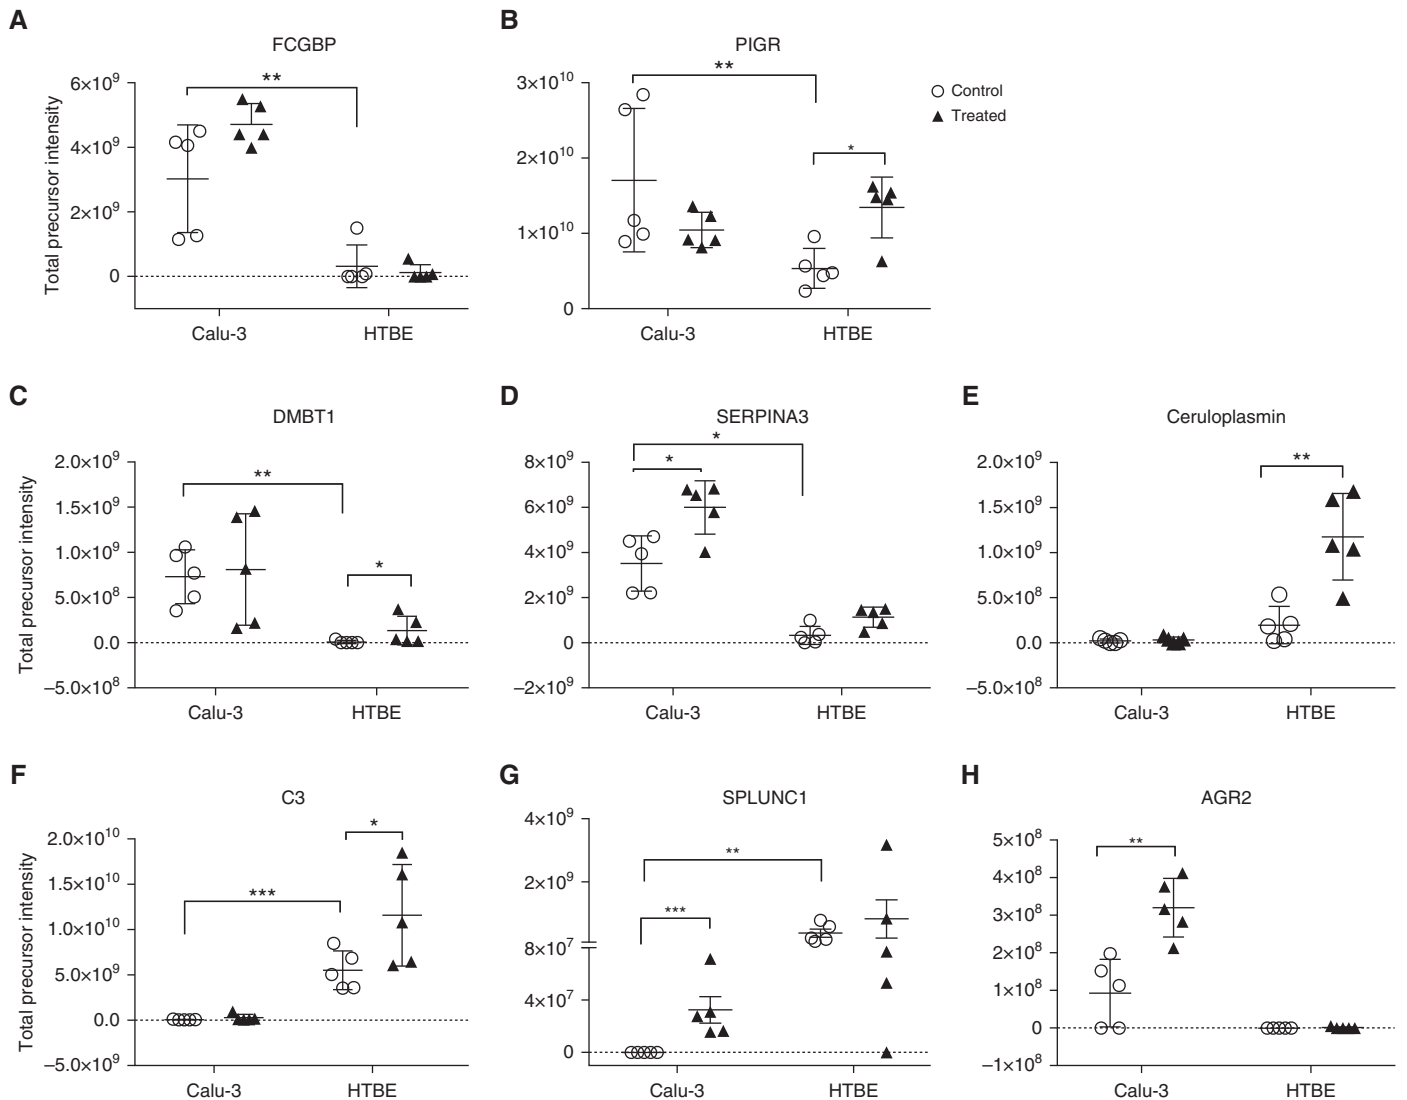 A
FCGBP
Total precursor intensity
6×10⁹
4×10⁹
2×10⁹
0
**
Calu-3
HTBE
B
PIGR
3×10¹⁰
2×10¹⁰
1×10¹⁰
0
**
*
Calu-3
HTBE
Control
Treated
C
DMBT1
Total precursor intensity
2.0×10⁹
1.5×10⁹
1.0×10⁹
5.0×10⁸
0.0
–5.0×10⁸
**
*
Calu-3
HTBE
D
SERPINA3
8×10⁹
6×10⁹
4×10⁹
2×10⁹
0
–2×10⁹
*
*
Calu-3
HTBE
E
Ceruloplasmin
2.0×10⁹
1.5×10⁹
1.0×10⁹
5.0×10⁸
0.0
–5.0×10⁸
**
Calu-3
HTBE
F
C3
Total precursor intensity
2.0×10¹⁰
1.5×10¹⁰
1.0×10¹⁰
5.0×10⁹
0.0
–5.0×10⁹
***
*
Calu-3
HTBE
G
SPLUNC1
4×10⁹
2×10⁹
8×10⁷
4×10⁷
0
**
***
Calu-3
HTBE
H
AGR2
5×10⁸
4×10⁸
3×10⁸
2×10⁸
1×10⁸
0
–1×10⁸
**
Calu-3
HTBE